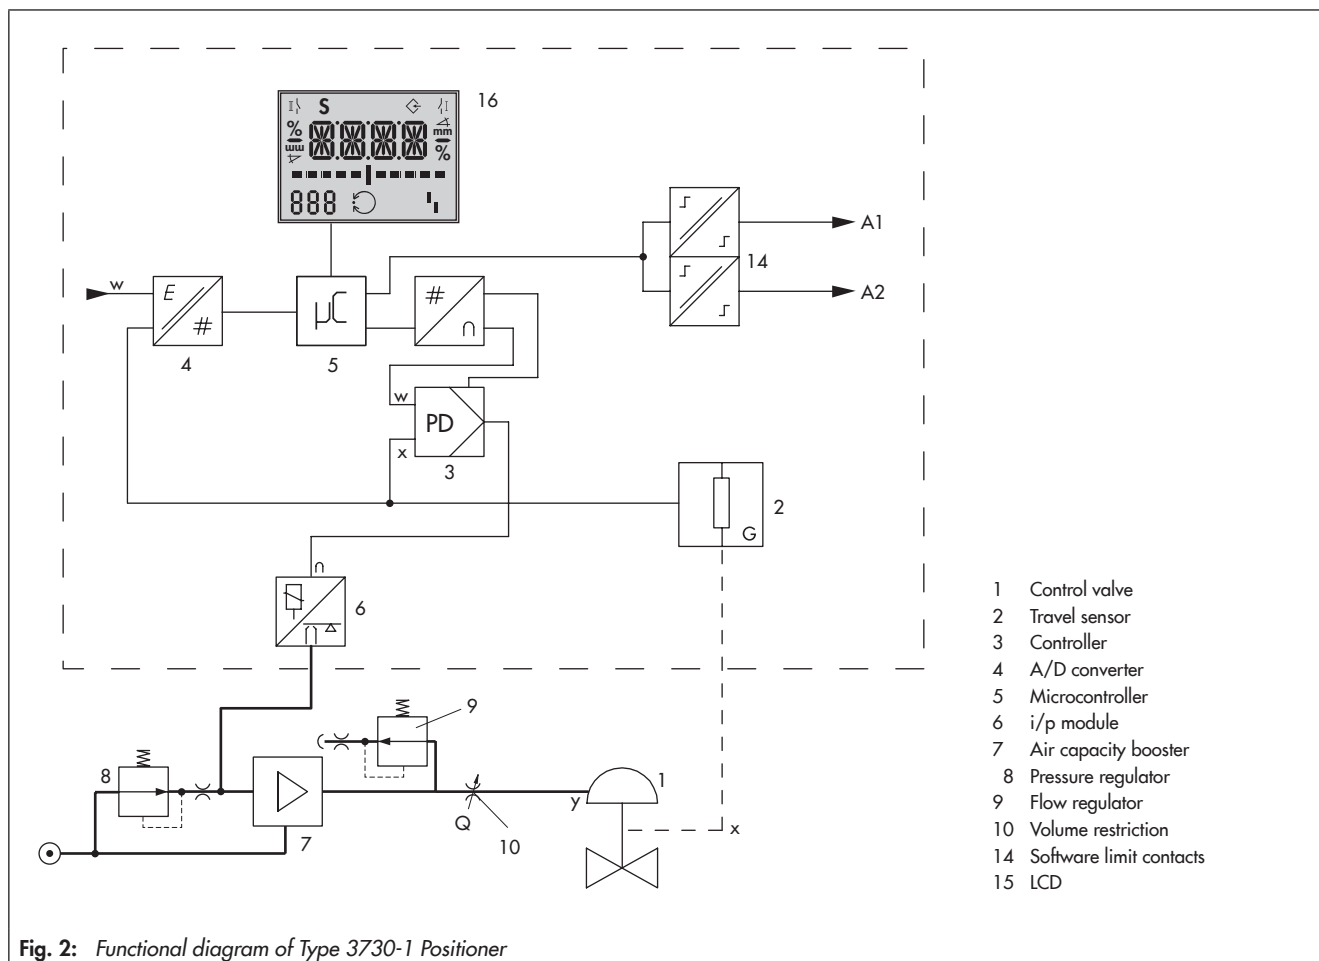 S
16
% mm
mm %
888
A1
14
A2
w
E
#
4
µC
5
#
∩
w
PD
x
3
2
G
∩
6
9
8
7
Q
10
y
1
x
1 Control valve
2 Travel sensor
3 Controller
4 A/D converter
5 Microcontroller
6 i/p module
7 Air capacity booster
8 Pressure regulator
9 Flow regulator
10 Volume restriction
14 Software limit contacts
15 LCD
Fig. 2: Functional diagram of Type 3730-1 Positioner